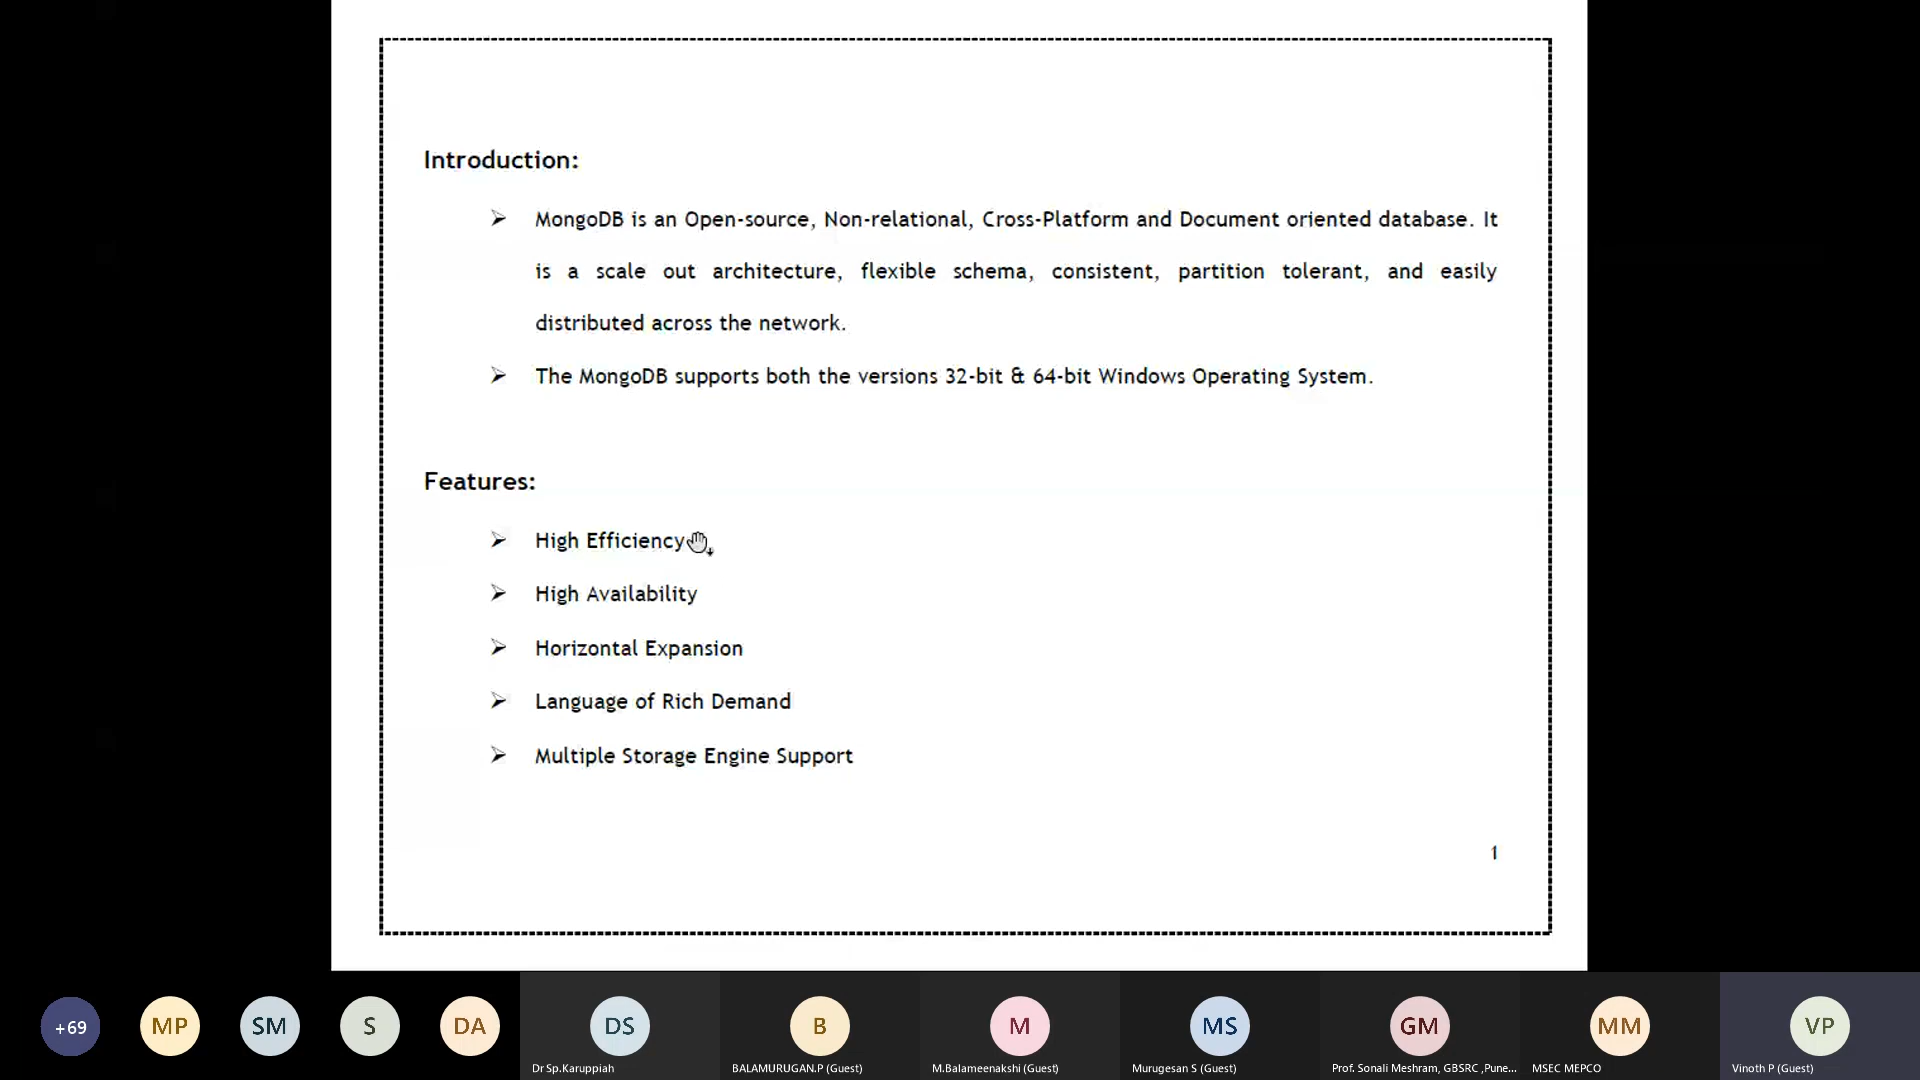 Introduction:
➢ MongoDB is an Open-source, Non-relational, Cross-Platform and Document oriented database. It
is a scale out architecture, flexible schema, consistent, partition tolerant, and easily
distributed across the network.
➢ The MongoDB supports both the versions 32-bit & 64-bit Windows Operating System.
Features:
➢ High Efficiency
➢ High Availability
➢ Horizontal Expansion
➢ Language of Rich Demand
➢ Multiple Storage Engine Support
1
+69 MP SM S DA DS B M MS GM MM VP
Dr Sp.Karuppiah BALAMURUGAN.P (Guest) M.Balameenakshi (Guest) Murugesan S (Guest) Prof. Sonali Meshram, GBSRC ,Pune... MSEC MEPCO Vinoth P (Guest)